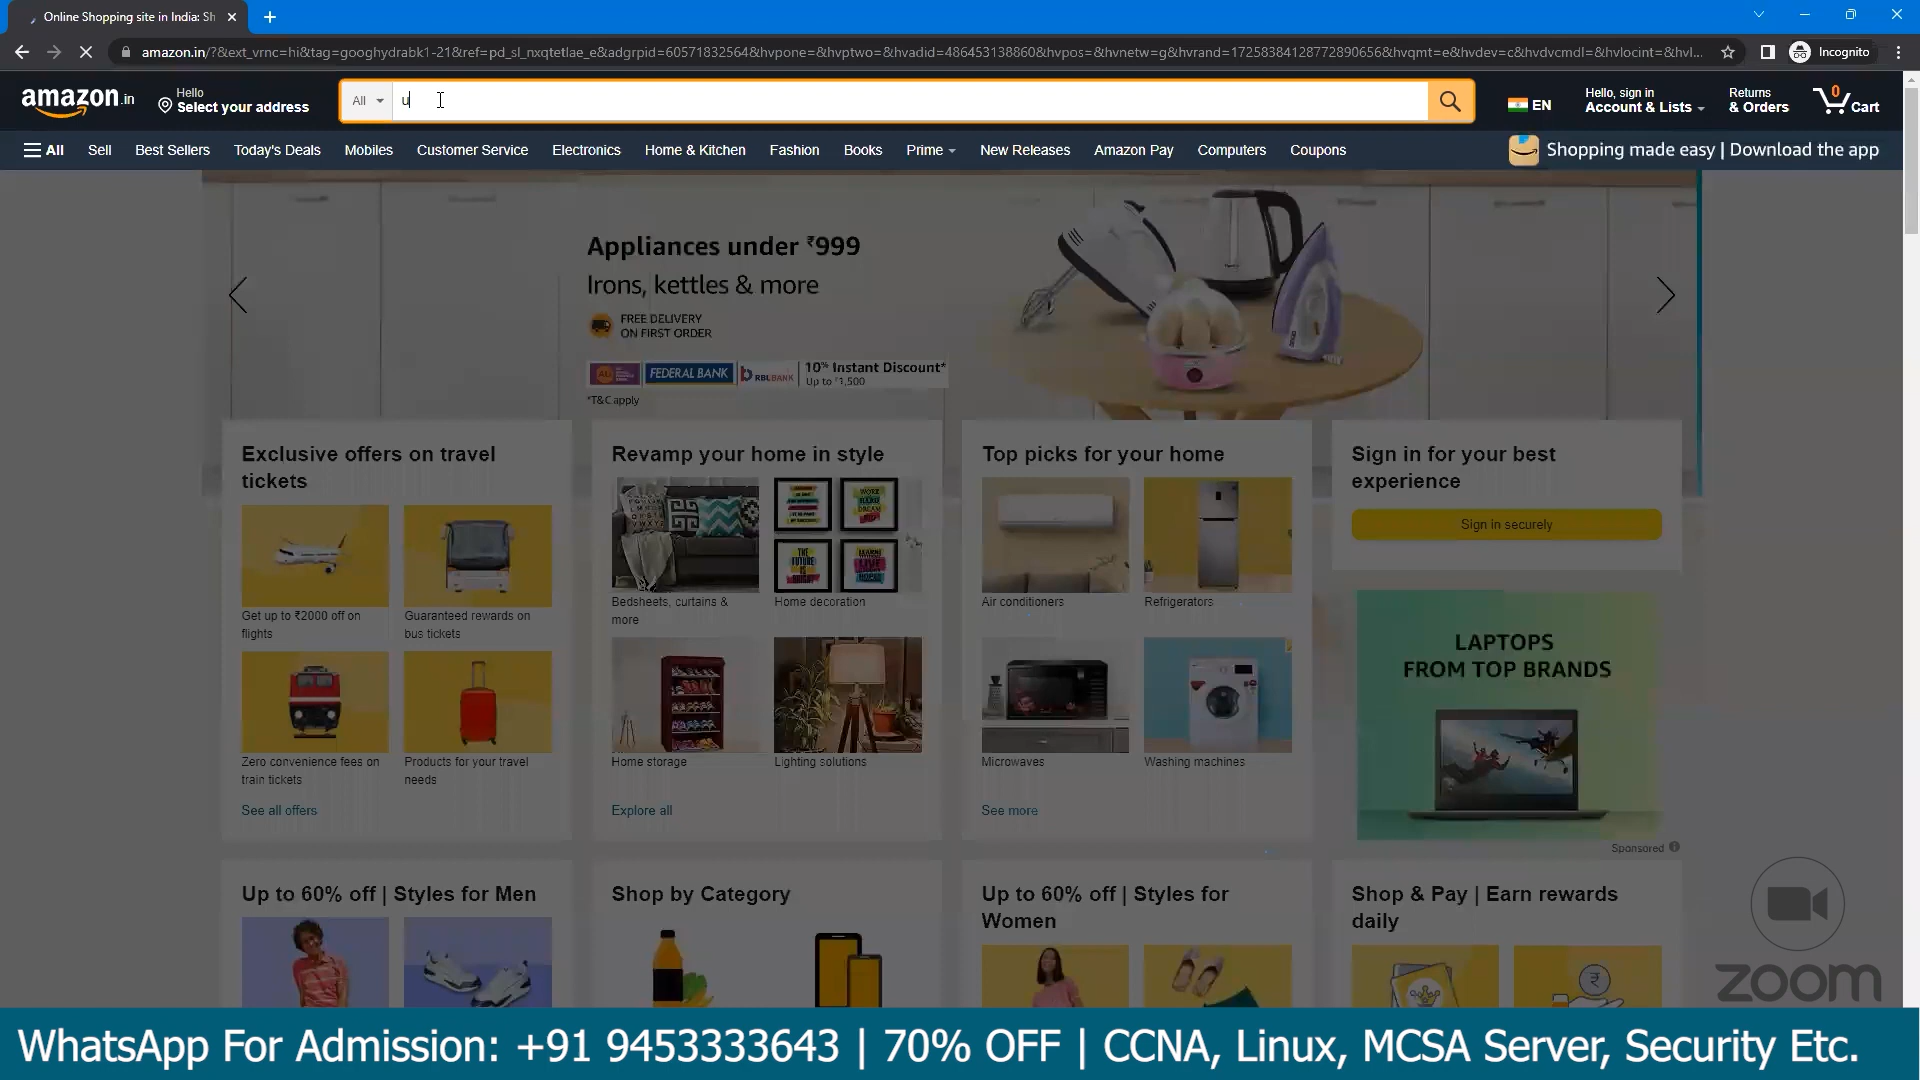 Online Shopping site in India: Sh
amazon.in/?&ext_vrnc=hi&tag=googhydrabk1-21&ref=pd_sl_nxqtetlae_e&adgrpid=60571832564&hvpone=&hvptwo=&hvadid=486453138860&hvpos=&hvnetw=g&hvrand=1725838412877289065​6&hvqmt=e&hvdev=c&hvdvcmdl=&hvlocint=&hvl...
Incognito
amazon.in
Hello
Select your address
All
u
EN
Hello, sign in
Account & Lists
Returns
& Orders
0
Cart
All
Sell
Best Sellers
Today's Deals
Mobiles
Customer Service
Electronics
Home & Kitchen
Fashion
Books
Prime
New Releases
Amazon Pay
Computers
Coupons
Shopping made easy | Download the app
Appliances under ₹999
Irons, kettles & more
FREE DELIVERY
ON FIRST ORDER
AU
FEDERAL BANK
RBLBANK
10% Instant Discount*
Up to ₹1,500
*T&C apply
Exclusive offers on travel
tickets
Get up to ₹2000 off on
flights
Guaranteed rewards on
bus tickets
Zero convenience fees on
train tickets
Products for your travel
needs
See all offers
Revamp your home in style
Bedsheets, curtains &
more
Home decoration
Home storage
Lighting solutions
Explore all
Top picks for your home
Air conditioners
Refrigerators
Microwaves
Washing machines
See more
Sign in for your best
experience
Sign in securely
LAPTOPS
FROM TOP BRANDS
Sponsored
Up to 60% off | Styles for Men
Shop by Category
Up to 60% off | Styles for
Women
Shop & Pay | Earn rewards
daily
zoom
WhatsApp For Admission: +91 9453333643 | 70% OFF | CCNA, Linux, MCSA Server, Security Etc.